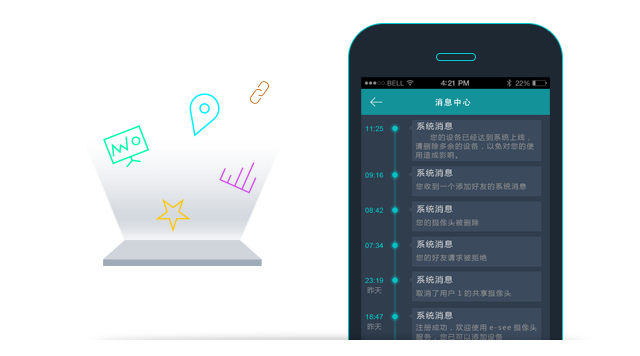 BELL 4:21 PM 22%
消息中心
11:25 系统消息
您的设备已经达到系统上线，
请删除多余的设备，以免对您的使
用造成影响。
09:16 系统消息
您收到一个添加好友的系统消息
08:42 系统消息
您的摄像头被删除
07:34 系统消息
您的好友请求被拒绝
23:19 系统消息
昨天 取消了用户 1 的共享摄像头
18:47 系统消息
昨天 注册成功，欢迎使用 e-see 摄像头
服务，您已可以添加设备